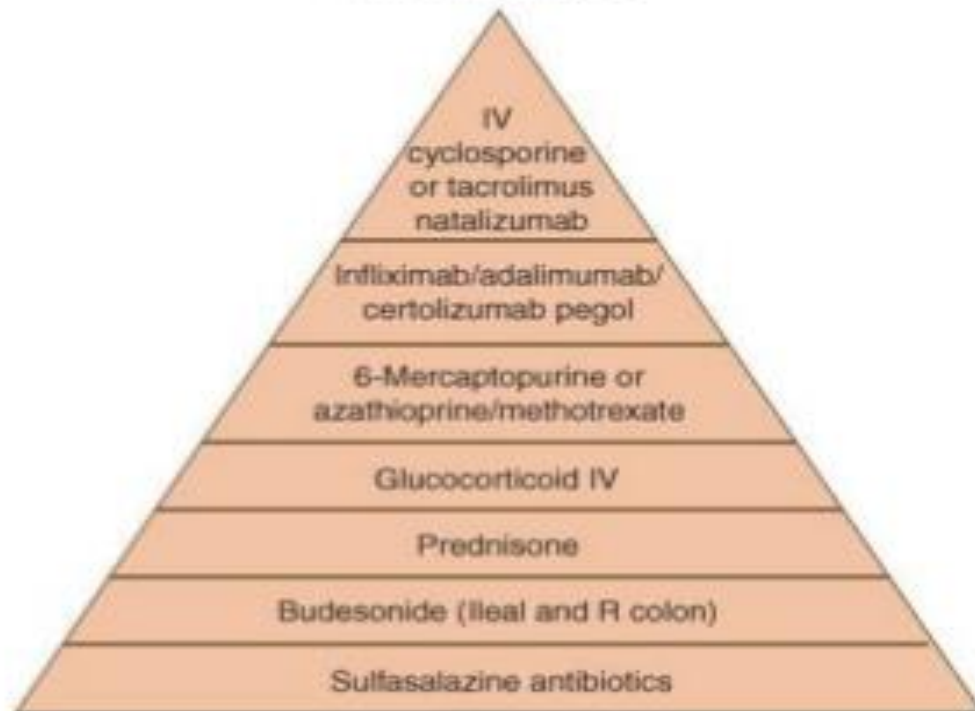 IV
cyclosporine
or tacrolimus
natalizumab
Infliximab/adalimumab/
certolizumab pegol
6-Mercaptopurine or
azathioprine/methotrexate
Glucocorticoid IV
Prednisone
Budesonide (Ileal and R colon)
Sulfasalazine antibiotics